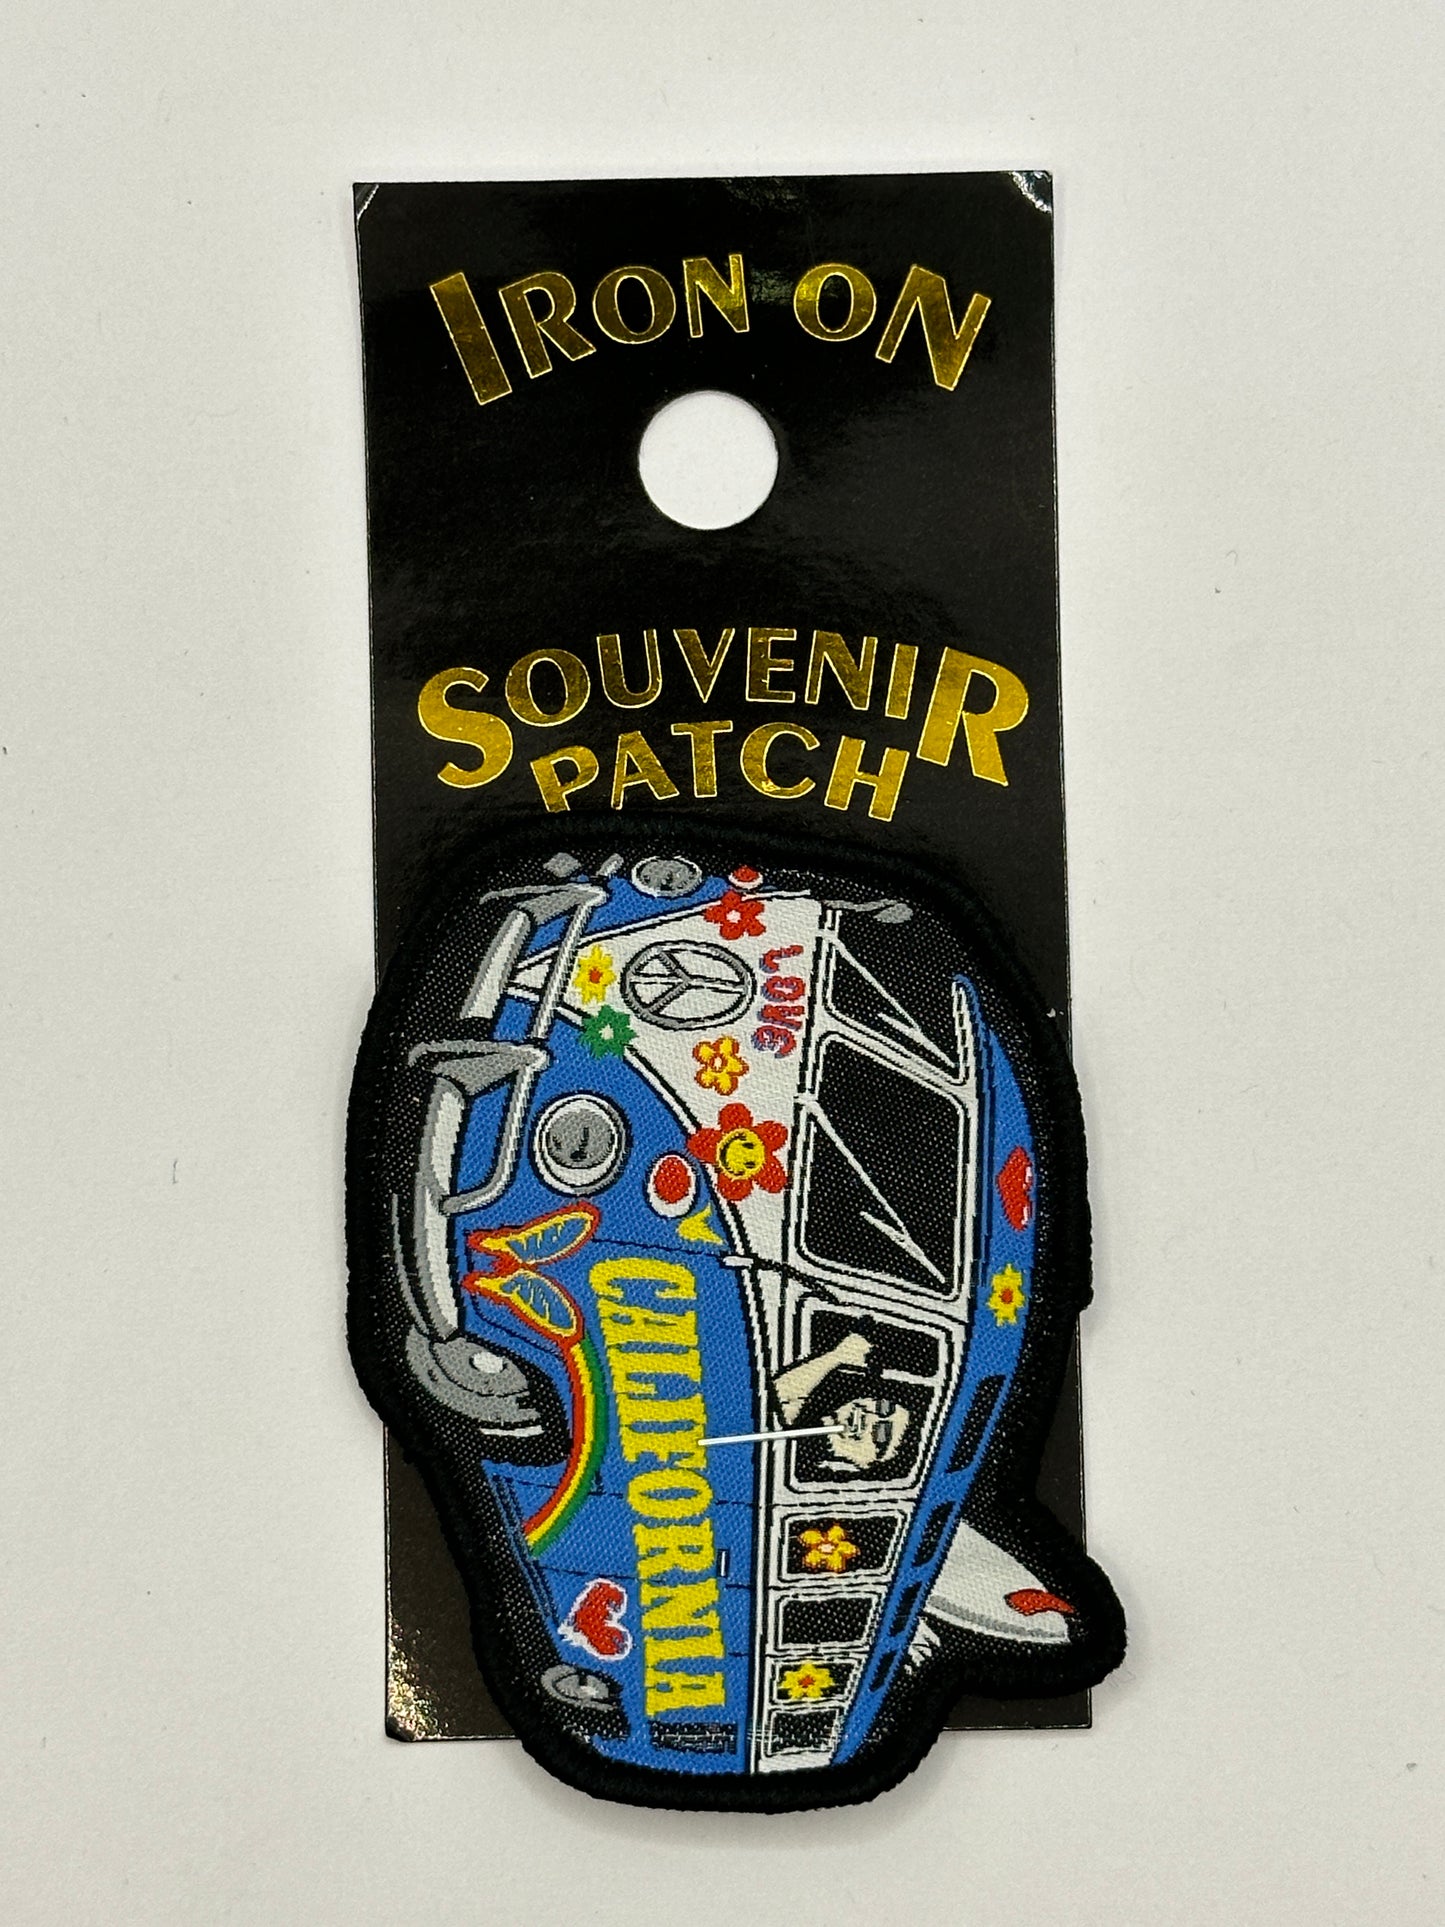 IRON ON
SOUVENIR
PATCH
LOVE
CALIFORNIA